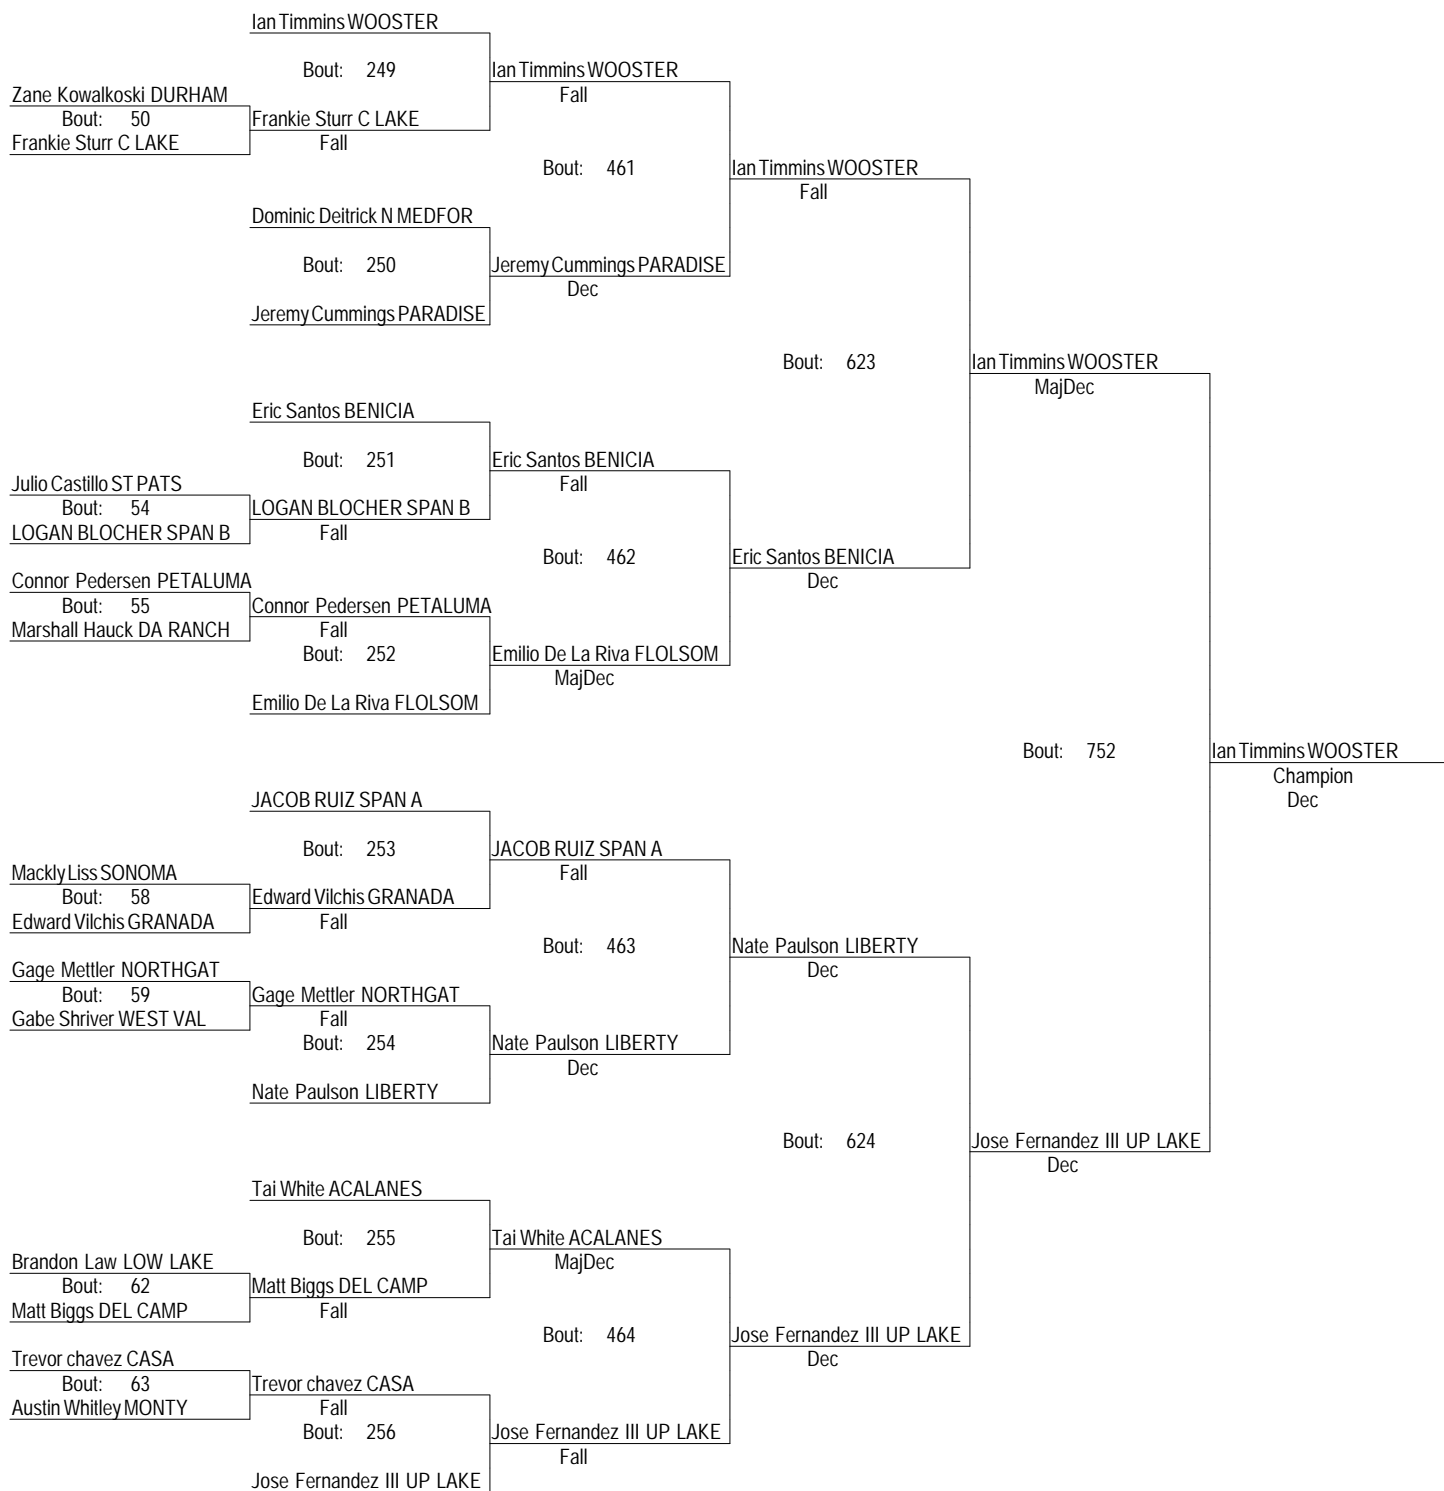 Ian Timmins WOOSTER
Bout: 249
Ian Timmins WOOSTER
Fall
Zane Kowalkoski DURHAM
Bout: 50
Frankie Sturr C LAKE
Frankie Sturr C LAKE
Fall
Bout: 461
Ian Timmins WOOSTER
Fall
Dominic Deitrick N MEDFOR
Bout: 250
Jeremy Cummings PARADISE
Dec
Jeremy Cummings PARADISE
Bout: 623
Ian Timmins WOOSTER
MajDec
Eric Santos BENICIA
Bout: 251
Eric Santos BENICIA
Fall
Julio Castillo ST PATS
Bout: 54
LOGAN BLOCHER SPAN B
LOGAN BLOCHER SPAN B
Fall
Bout: 462
Eric Santos BENICIA
Dec
Connor Pedersen PETALUMA
Bout: 55
Marshall Hauck DA RANCH
Connor Pedersen PETALUMA
Fall
Bout: 252
Emilio De La Riva FLOLSOM
MajDec
Emilio De La Riva FLOLSOM
Bout: 752
Ian Timmins WOOSTER
Champion
Dec
JACOB RUIZ SPAN A
Bout: 253
JACOB RUIZ SPAN A
Fall
Mackly Liss SONOMA
Bout: 58
Edward Vilchis GRANADA
Edward Vilchis GRANADA
Fall
Bout: 463
Nate Paulson LIBERTY
Dec
Gage Mettler NORTHGAT
Bout: 59
Gabe Shriver WEST VAL
Gage Mettler NORTHGAT
Fall
Bout: 254
Nate Paulson LIBERTY
Dec
Nate Paulson LIBERTY
Bout: 624
Jose Fernandez III UP LAKE
Dec
Tai White ACALANES
Bout: 255
Tai White ACALANES
MajDec
Brandon Law LOW LAKE
Bout: 62
Matt Biggs DEL CAMP
Matt Biggs DEL CAMP
Fall
Bout: 464
Jose Fernandez III UP LAKE
Dec
Trevor chavez CASA
Bout: 63
Austin Whitley MONTY
Trevor chavez CASA
Fall
Bout: 256
Jose Fernandez III UP LAKE
Fall
Jose Fernandez III UP LAKE